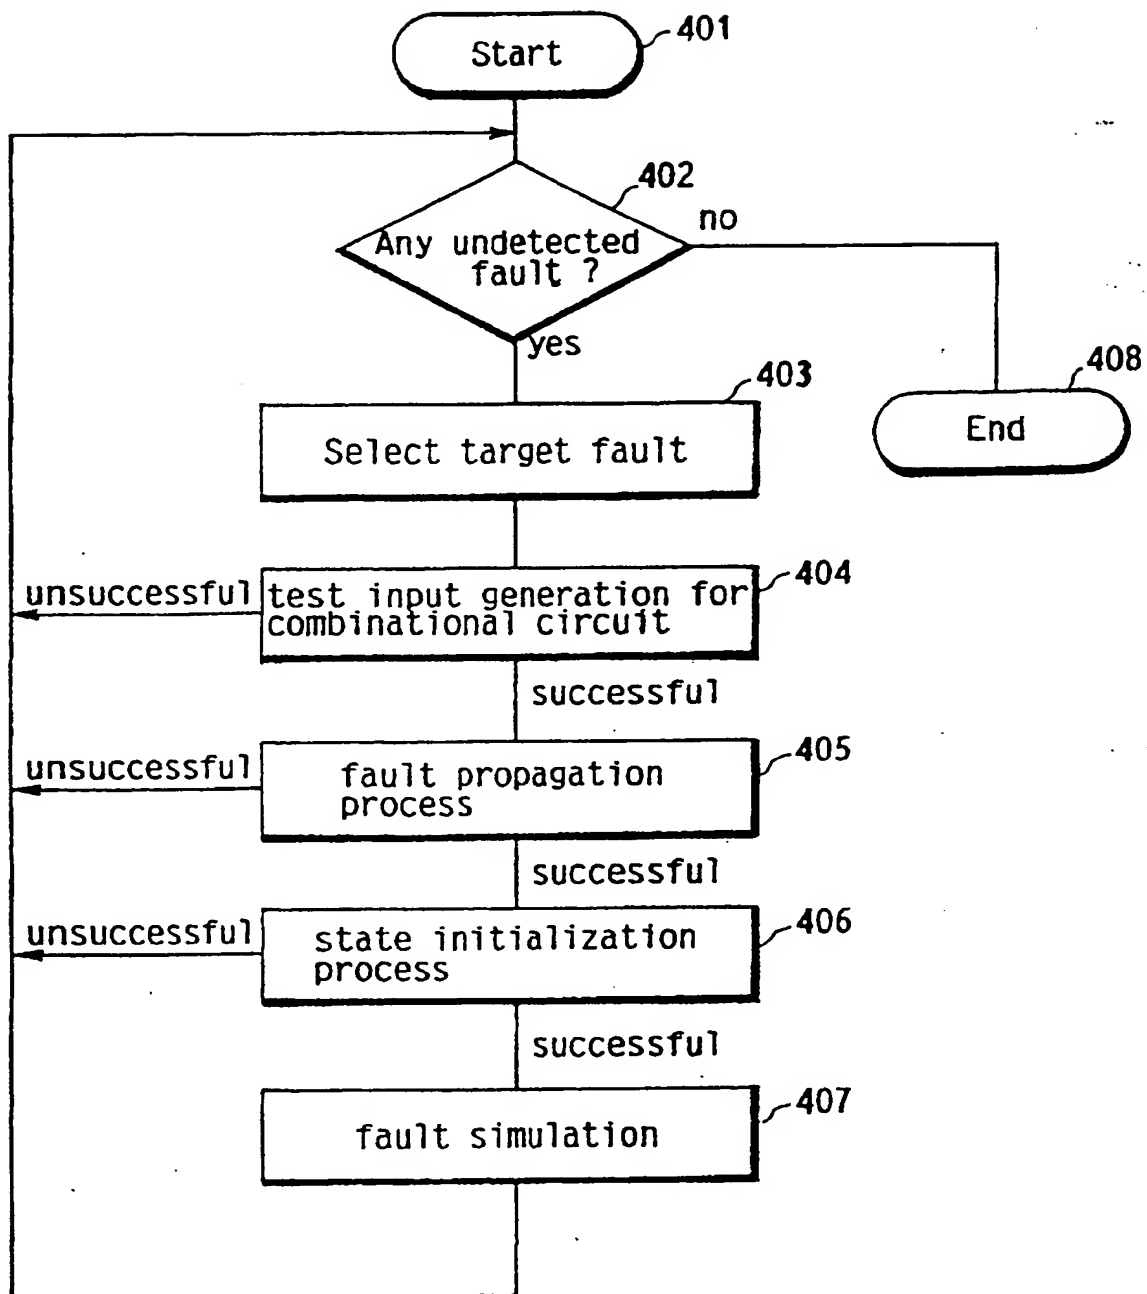 Start
401
402
Any undetected
fault ?
no
yes
403
408
Select target fault
End
404
unsuccessful
test input generation for
combinational circuit
successful
405
unsuccessful
fault propagation
process
successful
406
unsuccessful
state initialization
process
successful
407
fault simulation